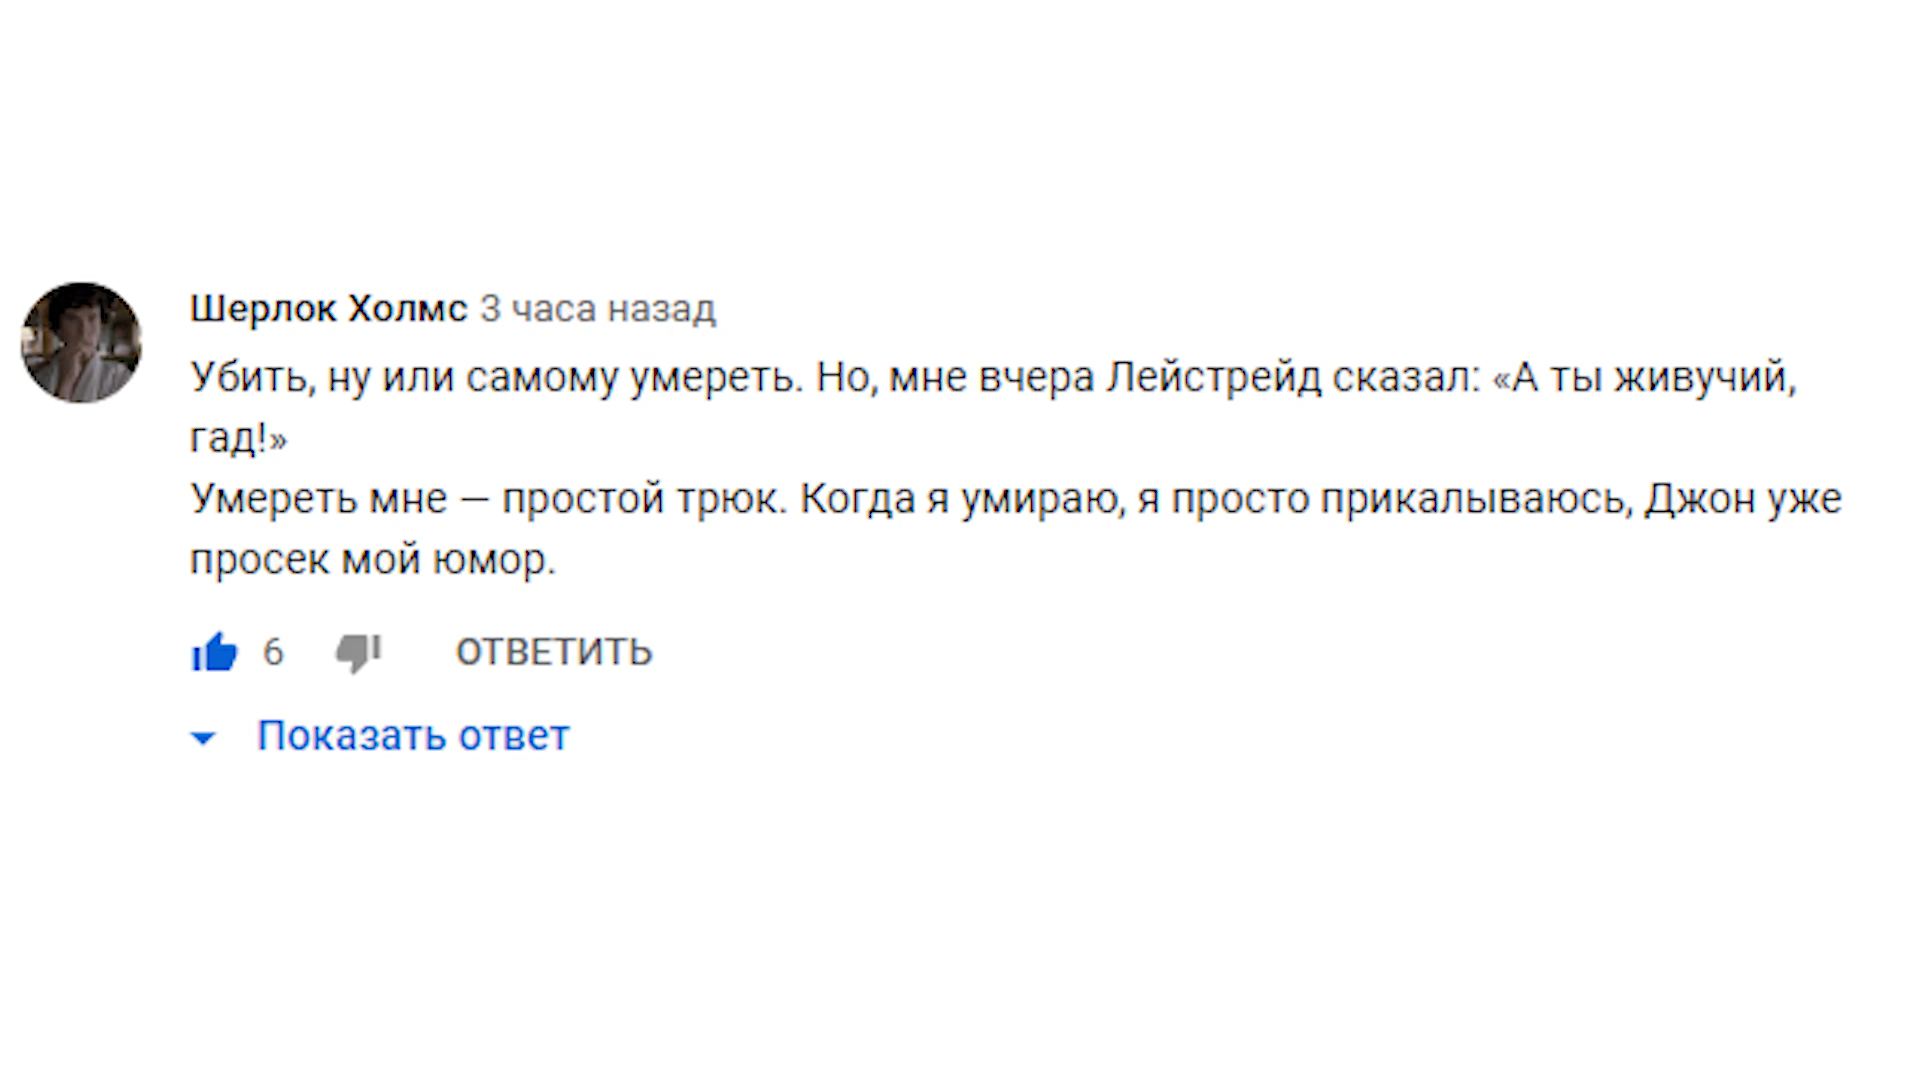 Шерлок Холмс 3 часа назад
Убить, ну или самому умереть. Но, мне вчера Лейстрейд сказал: «А ты живучий,
гад!»
Умереть мне — простой трюк. Когда я умираю, я просто прикалываюсь, Джон уже
просек мой юмор.
6 ОТВЕТИТЬ
Показать ответ